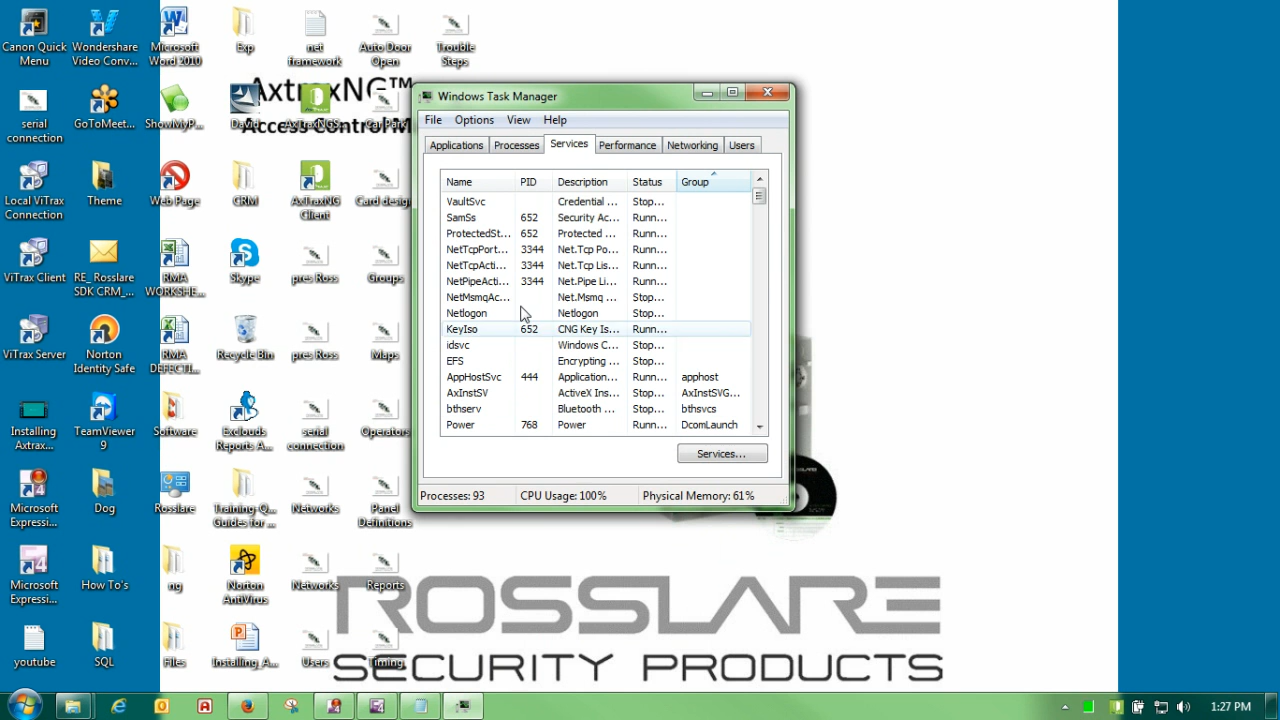 Canon Quick
Menu
Wondershare
Video Conv...
Microsoft
Word 2010
Exp
net
framework
Auto Door
Open
Trouble
Steps
AxtraxNG™
Access Control M
serial
connection
GoToMeet...
ShowMyP...
David
AxTraxNGS...
Car Park
Local ViTrax
Connection
Theme
Web Page
CRM
AxTraxNG
Client
Card design
ViTrax Client
RE_ Rosslare
SDK CRM_...
RMA
WORKSHE...
Skype
pres Ross
Groups
ViTrax Server
Norton
Identity Safe
RMA
DEFECTI...
Recycle Bin
pres Ross
Maps
Installing
Axtrax...
TeamViewer
9
Software
Exclouds
Reports A...
serial
connection
Operators
Microsoft
Expressi...
Dog
Rosslare
Training-Q...
Guides for ...
Networks
Panel
Definitions
Microsoft
Expressi...
How To's
ng
Norton
AntiVirus
Networks
Reports
youtube
SQL
Files
Installing_A...
Users
Timing
Windows Task Manager
File Options View Help
Applications Processes Services Performance Networking Users
Name PID Description Status Group
VaultSvc Credential ... Stop...
SamSs 652 Security Ac... Runn...
ProtectedSt... 652 Protected ... Runn...
NetTcpPort... 3344 Net.Tcp Po... Runn...
NetTcpActi... 3344 Net.Tcp Lis... Runn...
NetPipeActi... 3344 Net.Pipe Li... Runn...
NetMsmqAc... Net.Msmq ... Stop...
Netlogon Netlogon Stop...
KeyIso 652 CNG Key Is... Runn...
idsvc Windows C... Stop...
EFS Encrypting ... Stop...
AppHostSvc 444 Application... Runn... apphost
AxInstSV ActiveX Ins... Stop... AxInstSVG...
bthserv Bluetooth ... Stop... bthsvcs
Power 768 Power Runn... DcomLaunch
Services...
Processes: 93 CPU Usage: 100% Physical Memory: 61%
ROSSLARE
SECURITY PRODUCTS
1:27 PM